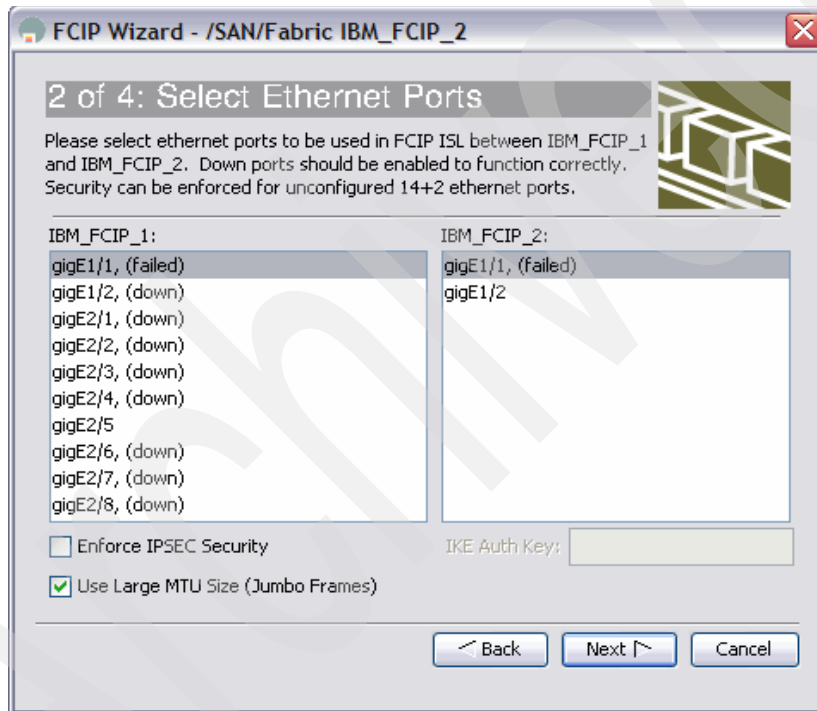 FCIP Wizard - /SAN/Fabric IBM_FCIP_2
2 of 4: Select Ethernet Ports
Please select ethernet ports to be used in FCIP ISL between IBM_FCIP_1
and IBM_FCIP_2. Down ports should be enabled to function correctly.
Security can be enforced for unconfigured 14+2 ethernet ports.
IBM_FCIP_1:
gigE1/1, (failed)
gigE1/2, (down)
gigE2/1, (down)
gigE2/2, (down)
gigE2/3, (down)
gigE2/4, (down)
gigE2/5
gigE2/6, (down)
gigE2/7, (down)
gigE2/8, (down)
IBM_FCIP_2:
gigE1/1, (failed)
gigE1/2
Enforce IPSEC Security
IKE Auth Key:
Use Large MTU Size (Jumbo Frames)
Back
Next
Cancel